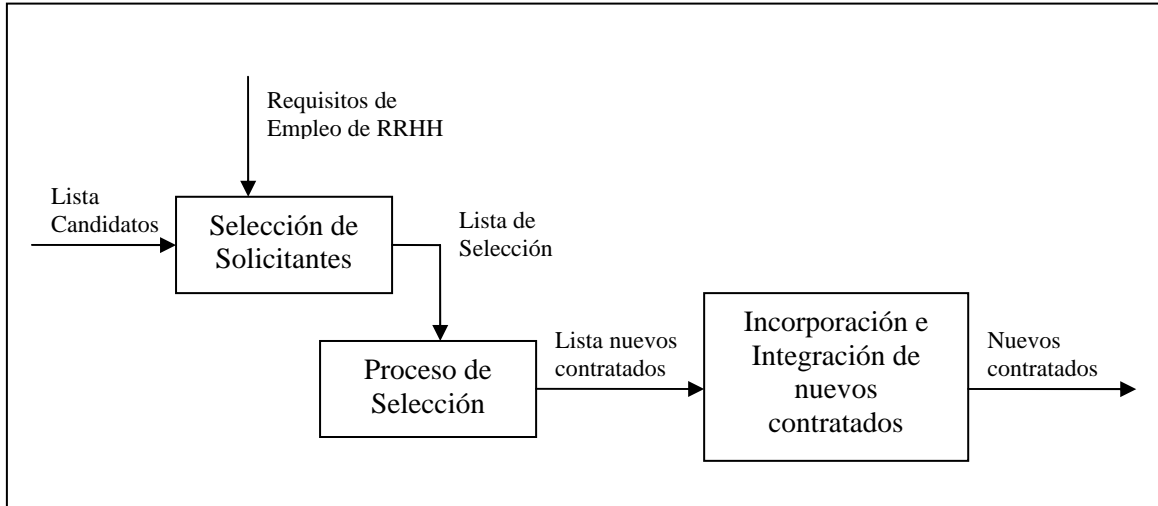 Requisitos de
Empleo de RRHH
Lista
Candidatos
Selección de
Solicitantes
Lista de
Selección
Proceso de
Selección
Lista nuevos
contratados
Incorporación e
Integración de
nuevos
contratados
Nuevos
contratados